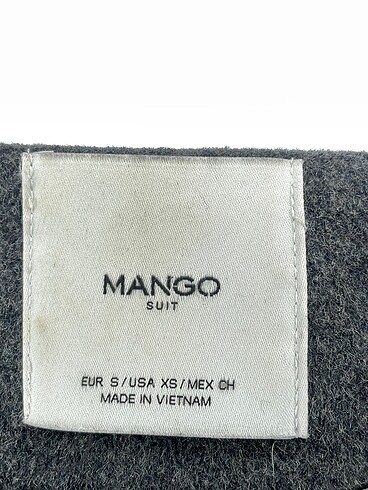 MANGO
SUIT
EUR S/USA XS/MEX CH
MADE IN VIETNAM